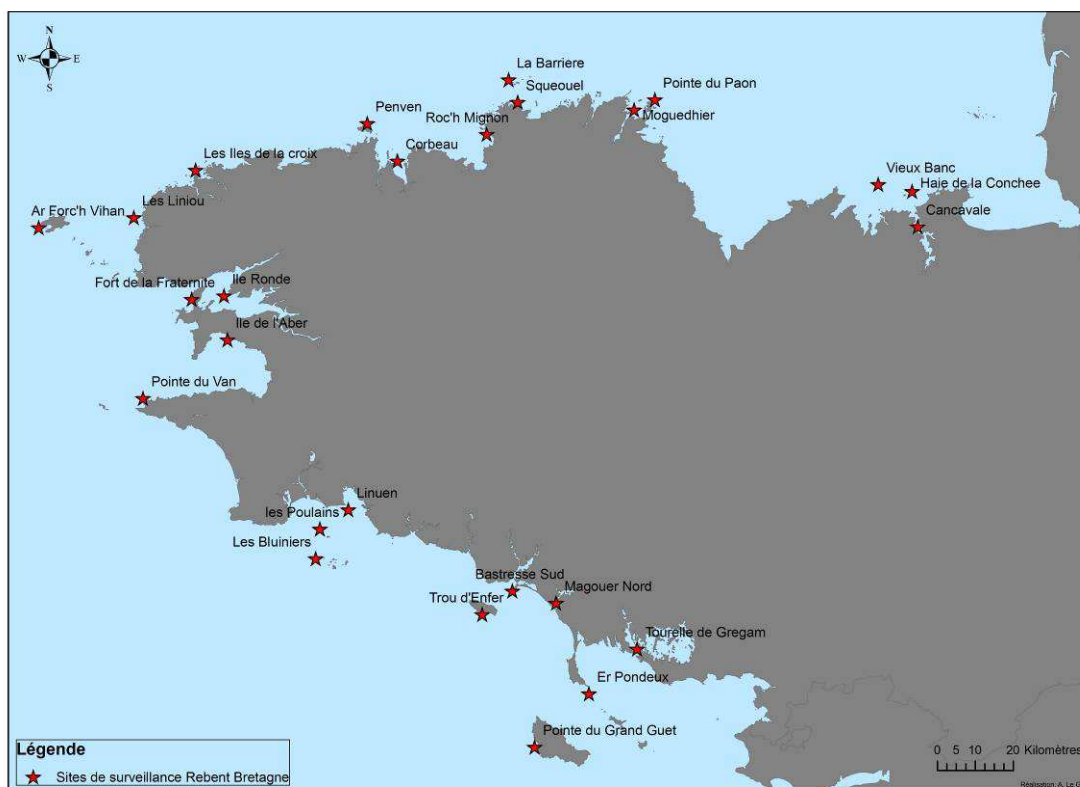 N
W
E
S
La Barriere
Squeouel
Pointe du Paon
Penven
Roc'h Mignon
Moguedhier
Corbeau
Les Iles de la croix
Vieux Banc
Haie de la Conchee
Ar Forc'h Vihan
Les Liniou
Cancavale
Fort de la Fraternite
Ile Ronde
Ile de l'Aber
Pointe du Van
Linuen
les Poulains
Les Bluiniers
Bastresse Sud
Magouer Nord
Trou d'Enfer
Tourelle de Gregam
Er Pondeux
Pointe du Grand Guet
Légende
Sites de surveillance Rebent Bretagne
0 5 10 20 Kilomètres
Réalisation: A. Le G